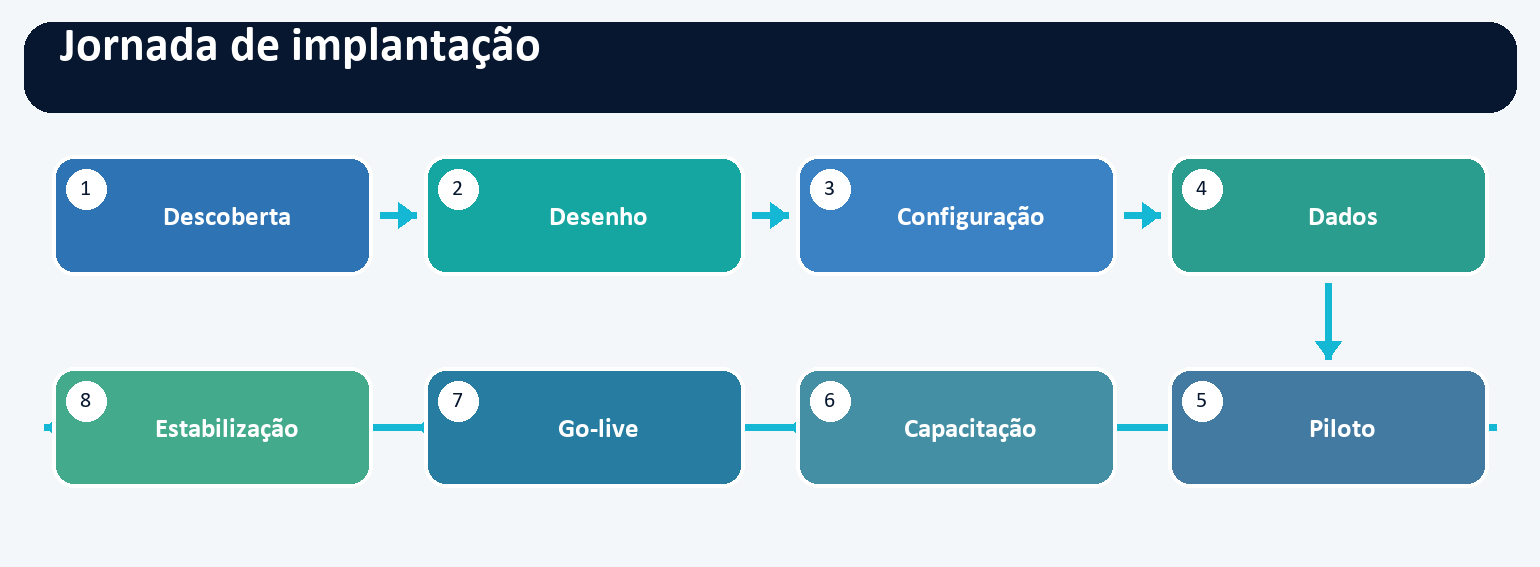 Jornada de implantação
1
Descoberta
2
Desenho
3
Configuração
4
Dados
8
Estabilização
7
Go-live
6
Capacitação
5
Piloto